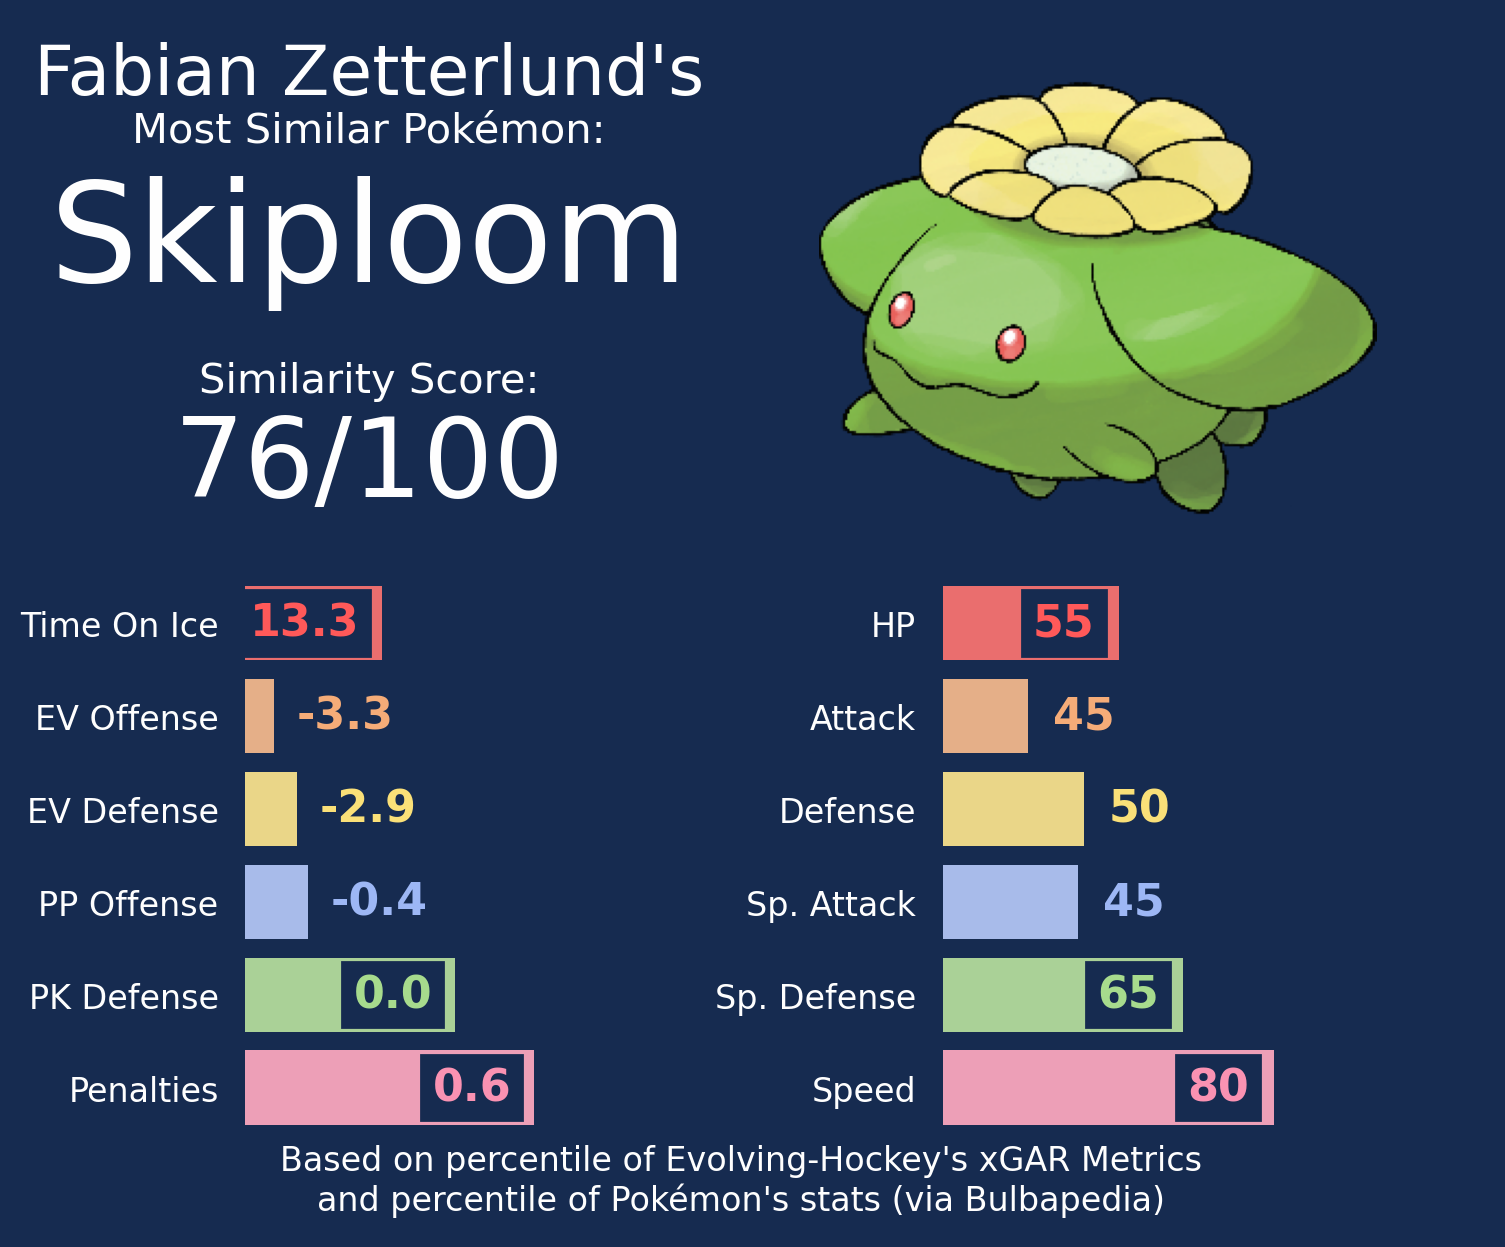 Fabian Zetterlund's
Most Similar Pokémon:
Skiploom
Similarity Score:
76/100
Time On Ice 13.3
EV Offense -3.3
EV Defense -2.9
PP Offense -0.4
PK Defense 0.0
Penalties 0.6
HP 55
Attack 45
Defense 50
Sp. Attack 45
Sp. Defense 65
Speed 80
Based on percentile of Evolving-Hockey's xGAR Metrics
and percentile of Pokémon's stats (via Bulbapedia)